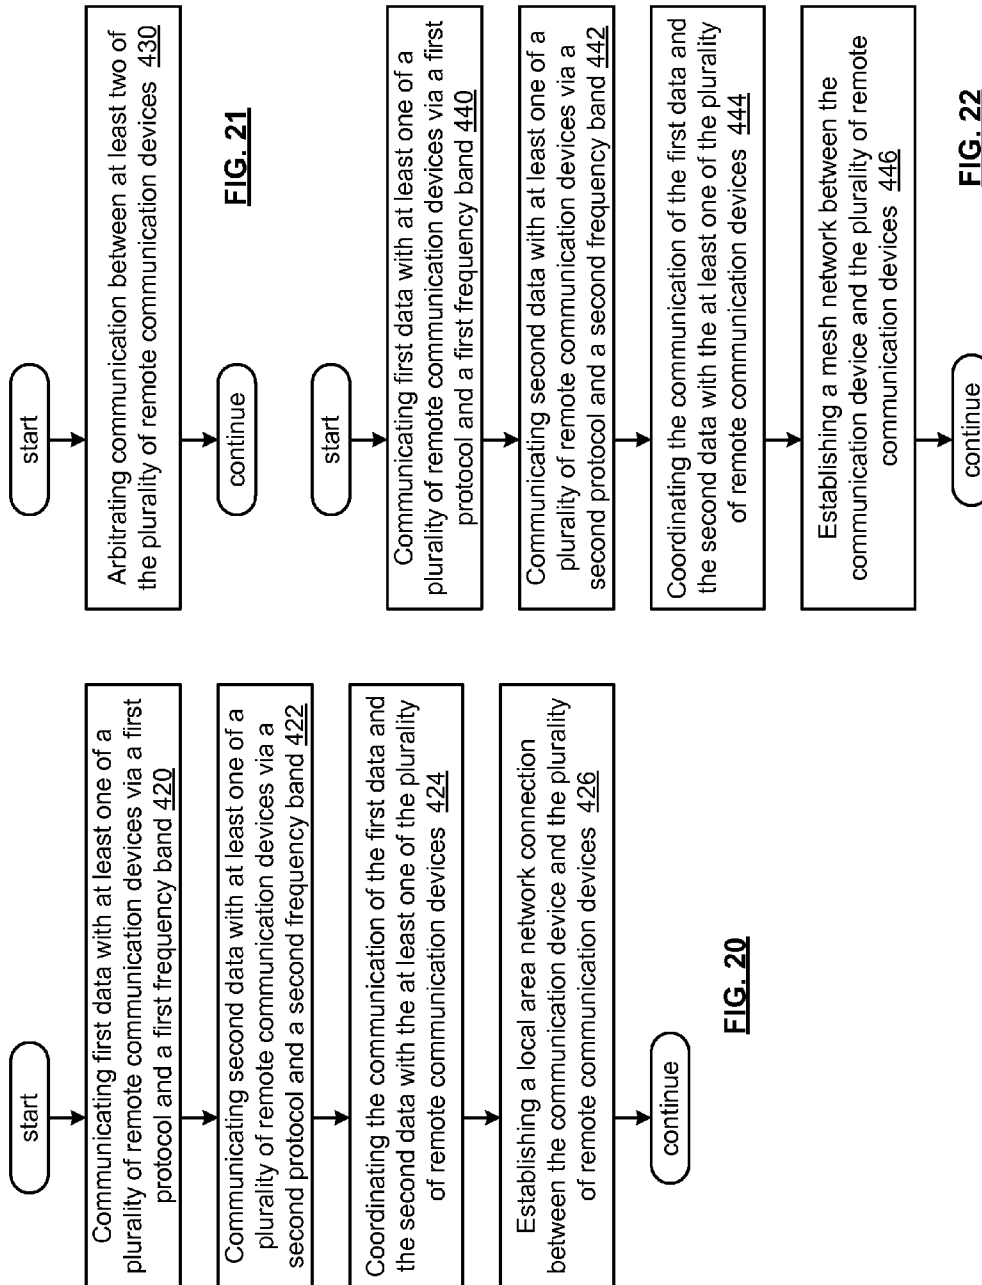 start
Communicating first data with at least one of a
plurality of remote communication devices via a first
protocol and a first frequency band 420
Communicating second data with at least one of a
plurality of remote communication devices via a
second protocol and a second frequency band 422
Coordinating the communication of the first data and
the second data with the at least one of the plurality
of remote communication devices 424
Establishing a local area network connection
between the communication device and the plurality
of remote communication devices 426
continue
FIG. 20
start
Arbitrating communication between at least two of
the plurality of remote communication devices 430
continue
FIG. 21
start
Communicating first data with at least one of a
plurality of remote communication devices via a first
protocol and a first frequency band 440
Communicating second data with at least one of a
plurality of remote communication devices via a
second protocol and a second frequency band 442
Coordinating the communication of the first data and
the second data with the at least one of the plurality
of remote communication devices 444
Establishing a mesh network between the
communication device and the plurality of remote
communication devices 446
continue
FIG. 22